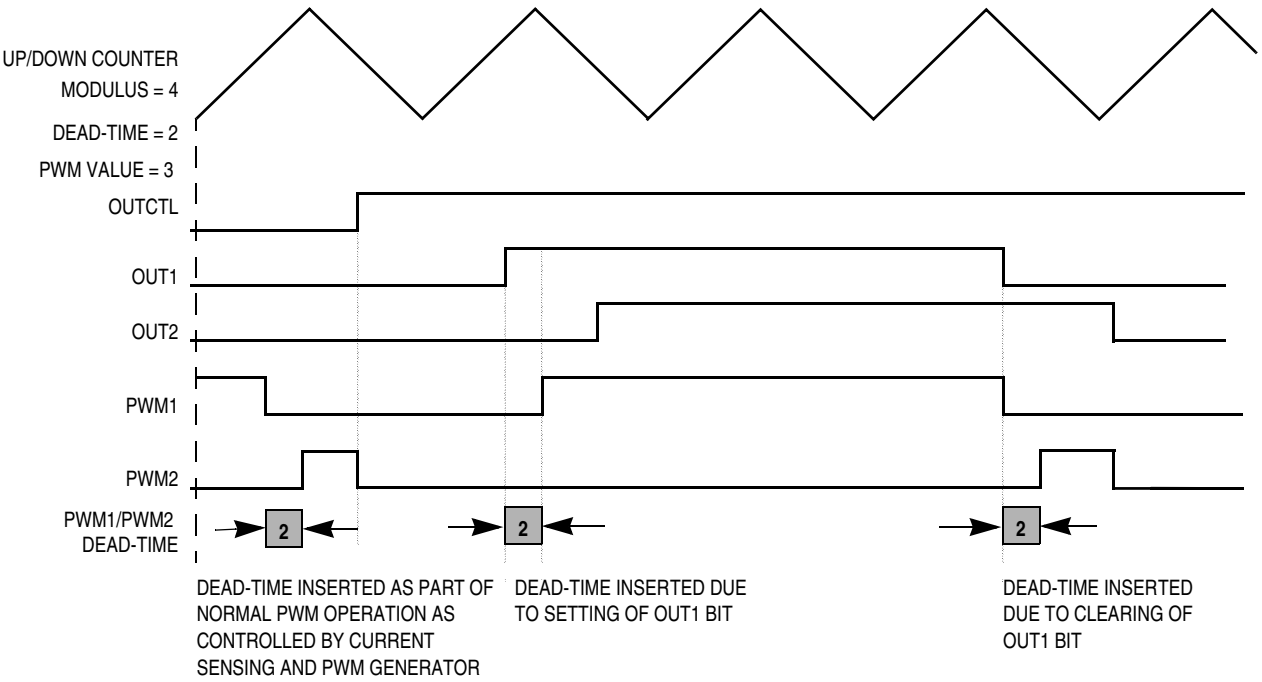 UP/DOWN COUNTER
MODULUS = 4
DEAD-TIME = 2
PWM VALUE = 3
OUTCTL
OUT1
OUT2
PWM1
PWM2
PWM1/PWM2
DEAD-TIME
2
2
2
DEAD-TIME INSERTED AS PART OF
NORMAL PWM OPERATION AS
CONTROLLED BY CURRENT
SENSING AND PWM GENERATOR
DEAD-TIME INSERTED DUE
TO SETTING OF OUT1 BIT
DEAD-TIME INSERTED
DUE TO CLEARING OF
OUT1 BIT